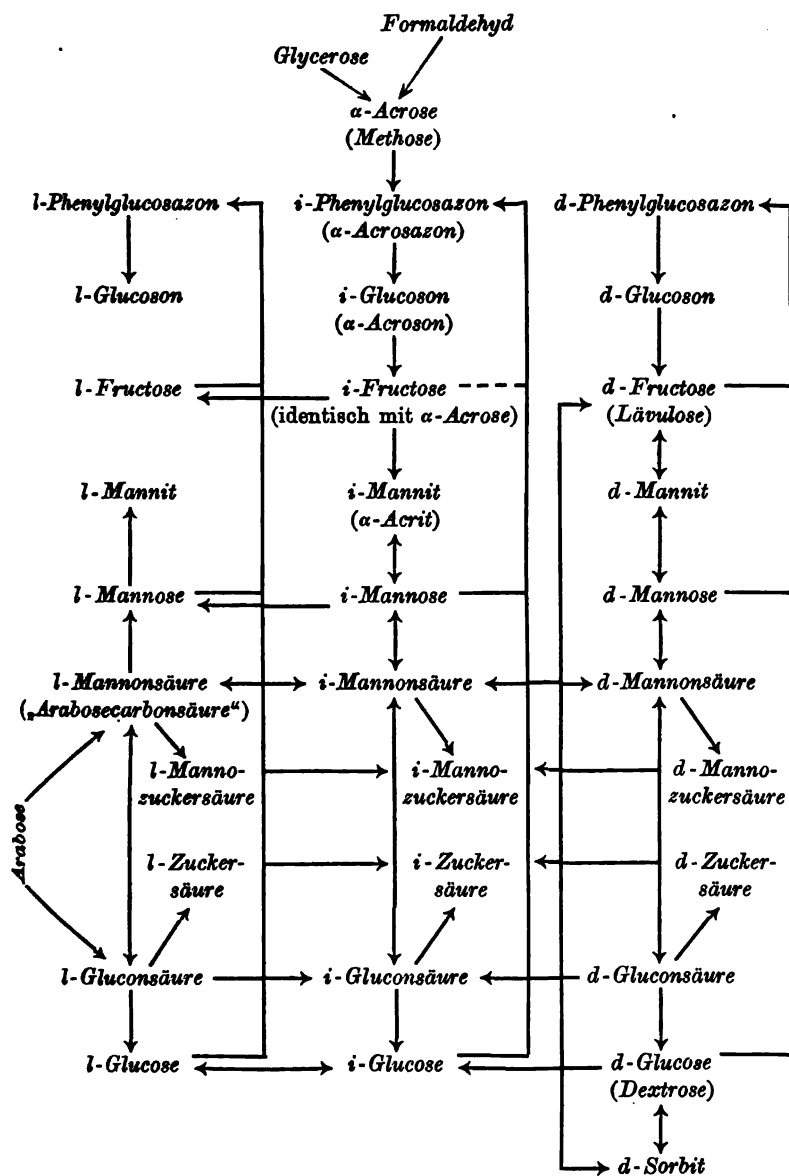 Formaldehyd
Glycerose
α-Acrose
(Methose)
l-Phenylglucosazon i-Phenylglucosazon d-Phenylglucosazon
(α-Acrosazon)
l-Glucoson i-Glucoson d-Glucoson
(α-Acroson)
l-Fructose i-Fructose d-Fructose
(identisch mit α-Acrose) (Lävulose)
l-Mannit i-Mannit d-Mannit
(α-Acrit)
l-Mannose i-Mannose d-Mannose
l-Mannonsäure i-Mannonsäure d-Mannonsäure
(„Arabosecarbonsäure“)
l-Manno- i-Manno- d-Manno-
zuckersäure zuckersäure zuckersäure
Arabose
l-Zucker- i-Zucker- d-Zucker-
säure säure säure
l-Gluconsäure i-Gluconsäure d-Gluconsäure
l-Glucose i-Glucose d-Glucose
(Dextrose)
d-Sorbit